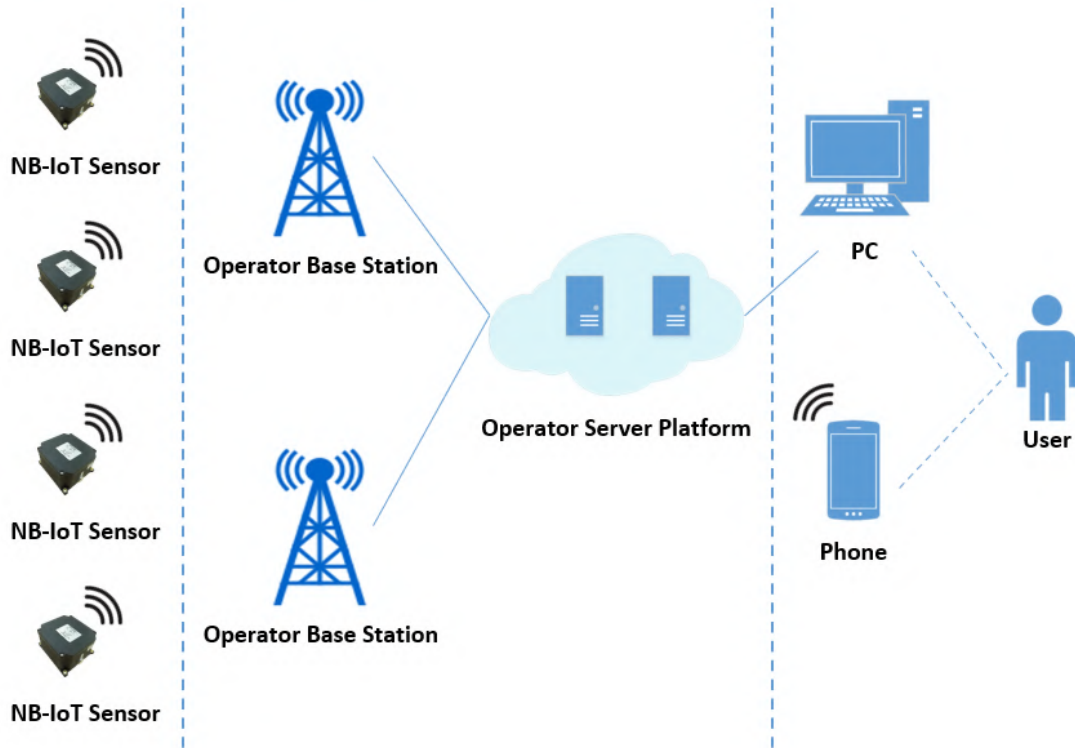 NB-IoT Sensor
NB-IoT Sensor
NB-IoT Sensor
NB-IoT Sensor
Operator Base Station
Operator Base Station
Operator Server Platform
PC
Phone
User